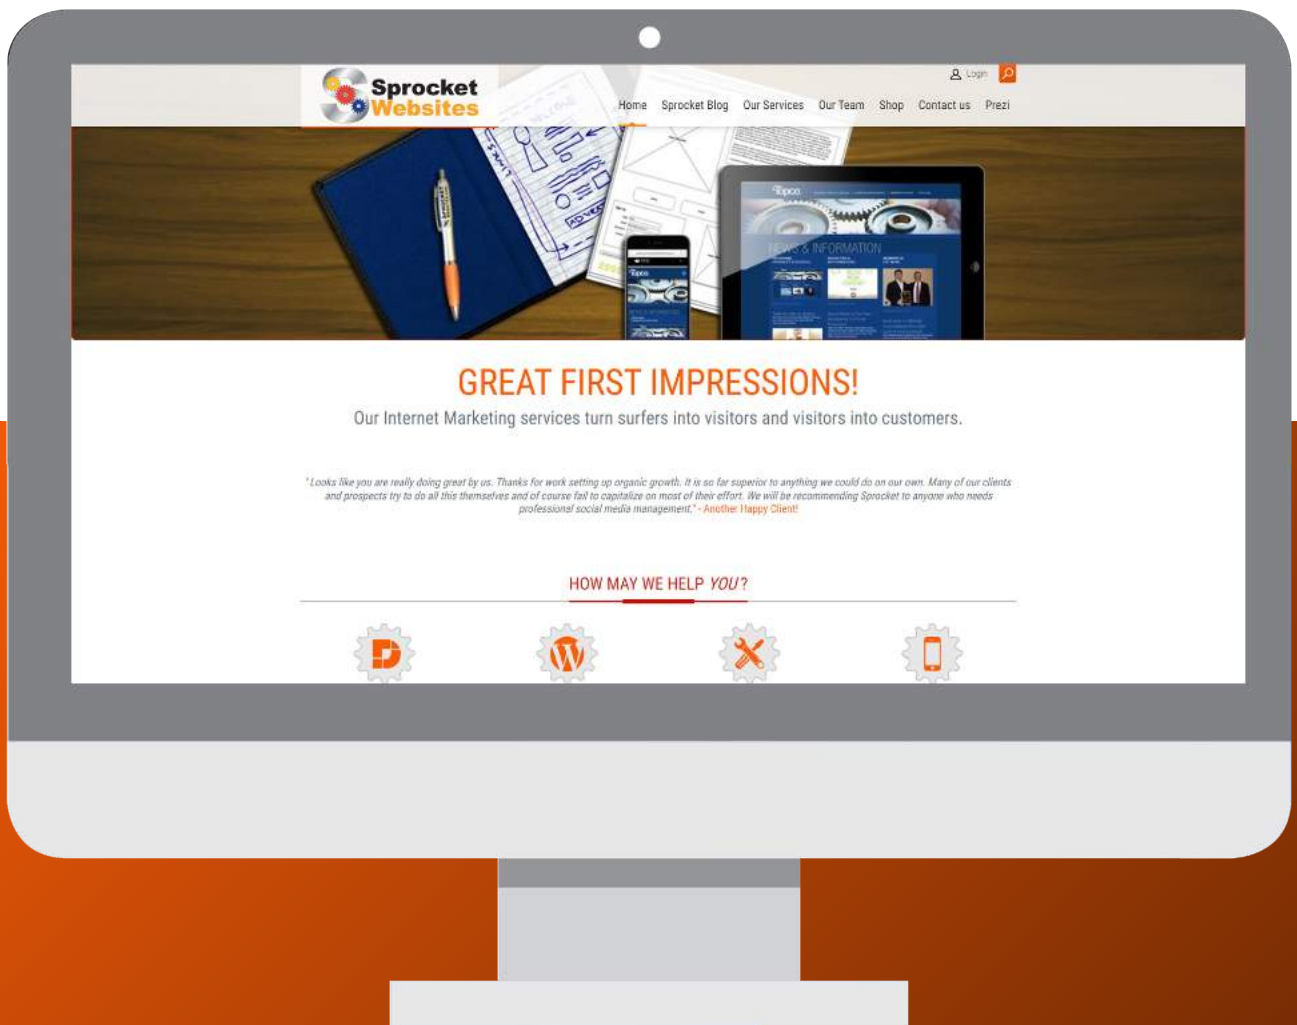 Sprocket
Websites
Login
Home Sprocket Blog Our Services Our Team Shop Contact us Prezi
Topco
NEWS & INFORMATION
Topco
GREAT FIRST IMPRESSIONS!
Our Internet Marketing services turn surfers into visitors and visitors into customers.
" Looks like you are really doing great by us. Thanks for work setting up organic growth. It is so far superior to anything we could do on our own. Many of our clients
and prospects try to do all this themselves and of course fail to capitalize on most of their effort. We will be recommending Sprocket to anyone who needs
professional social media management." - Another Happy Client!
HOW MAY WE HELP YOU?